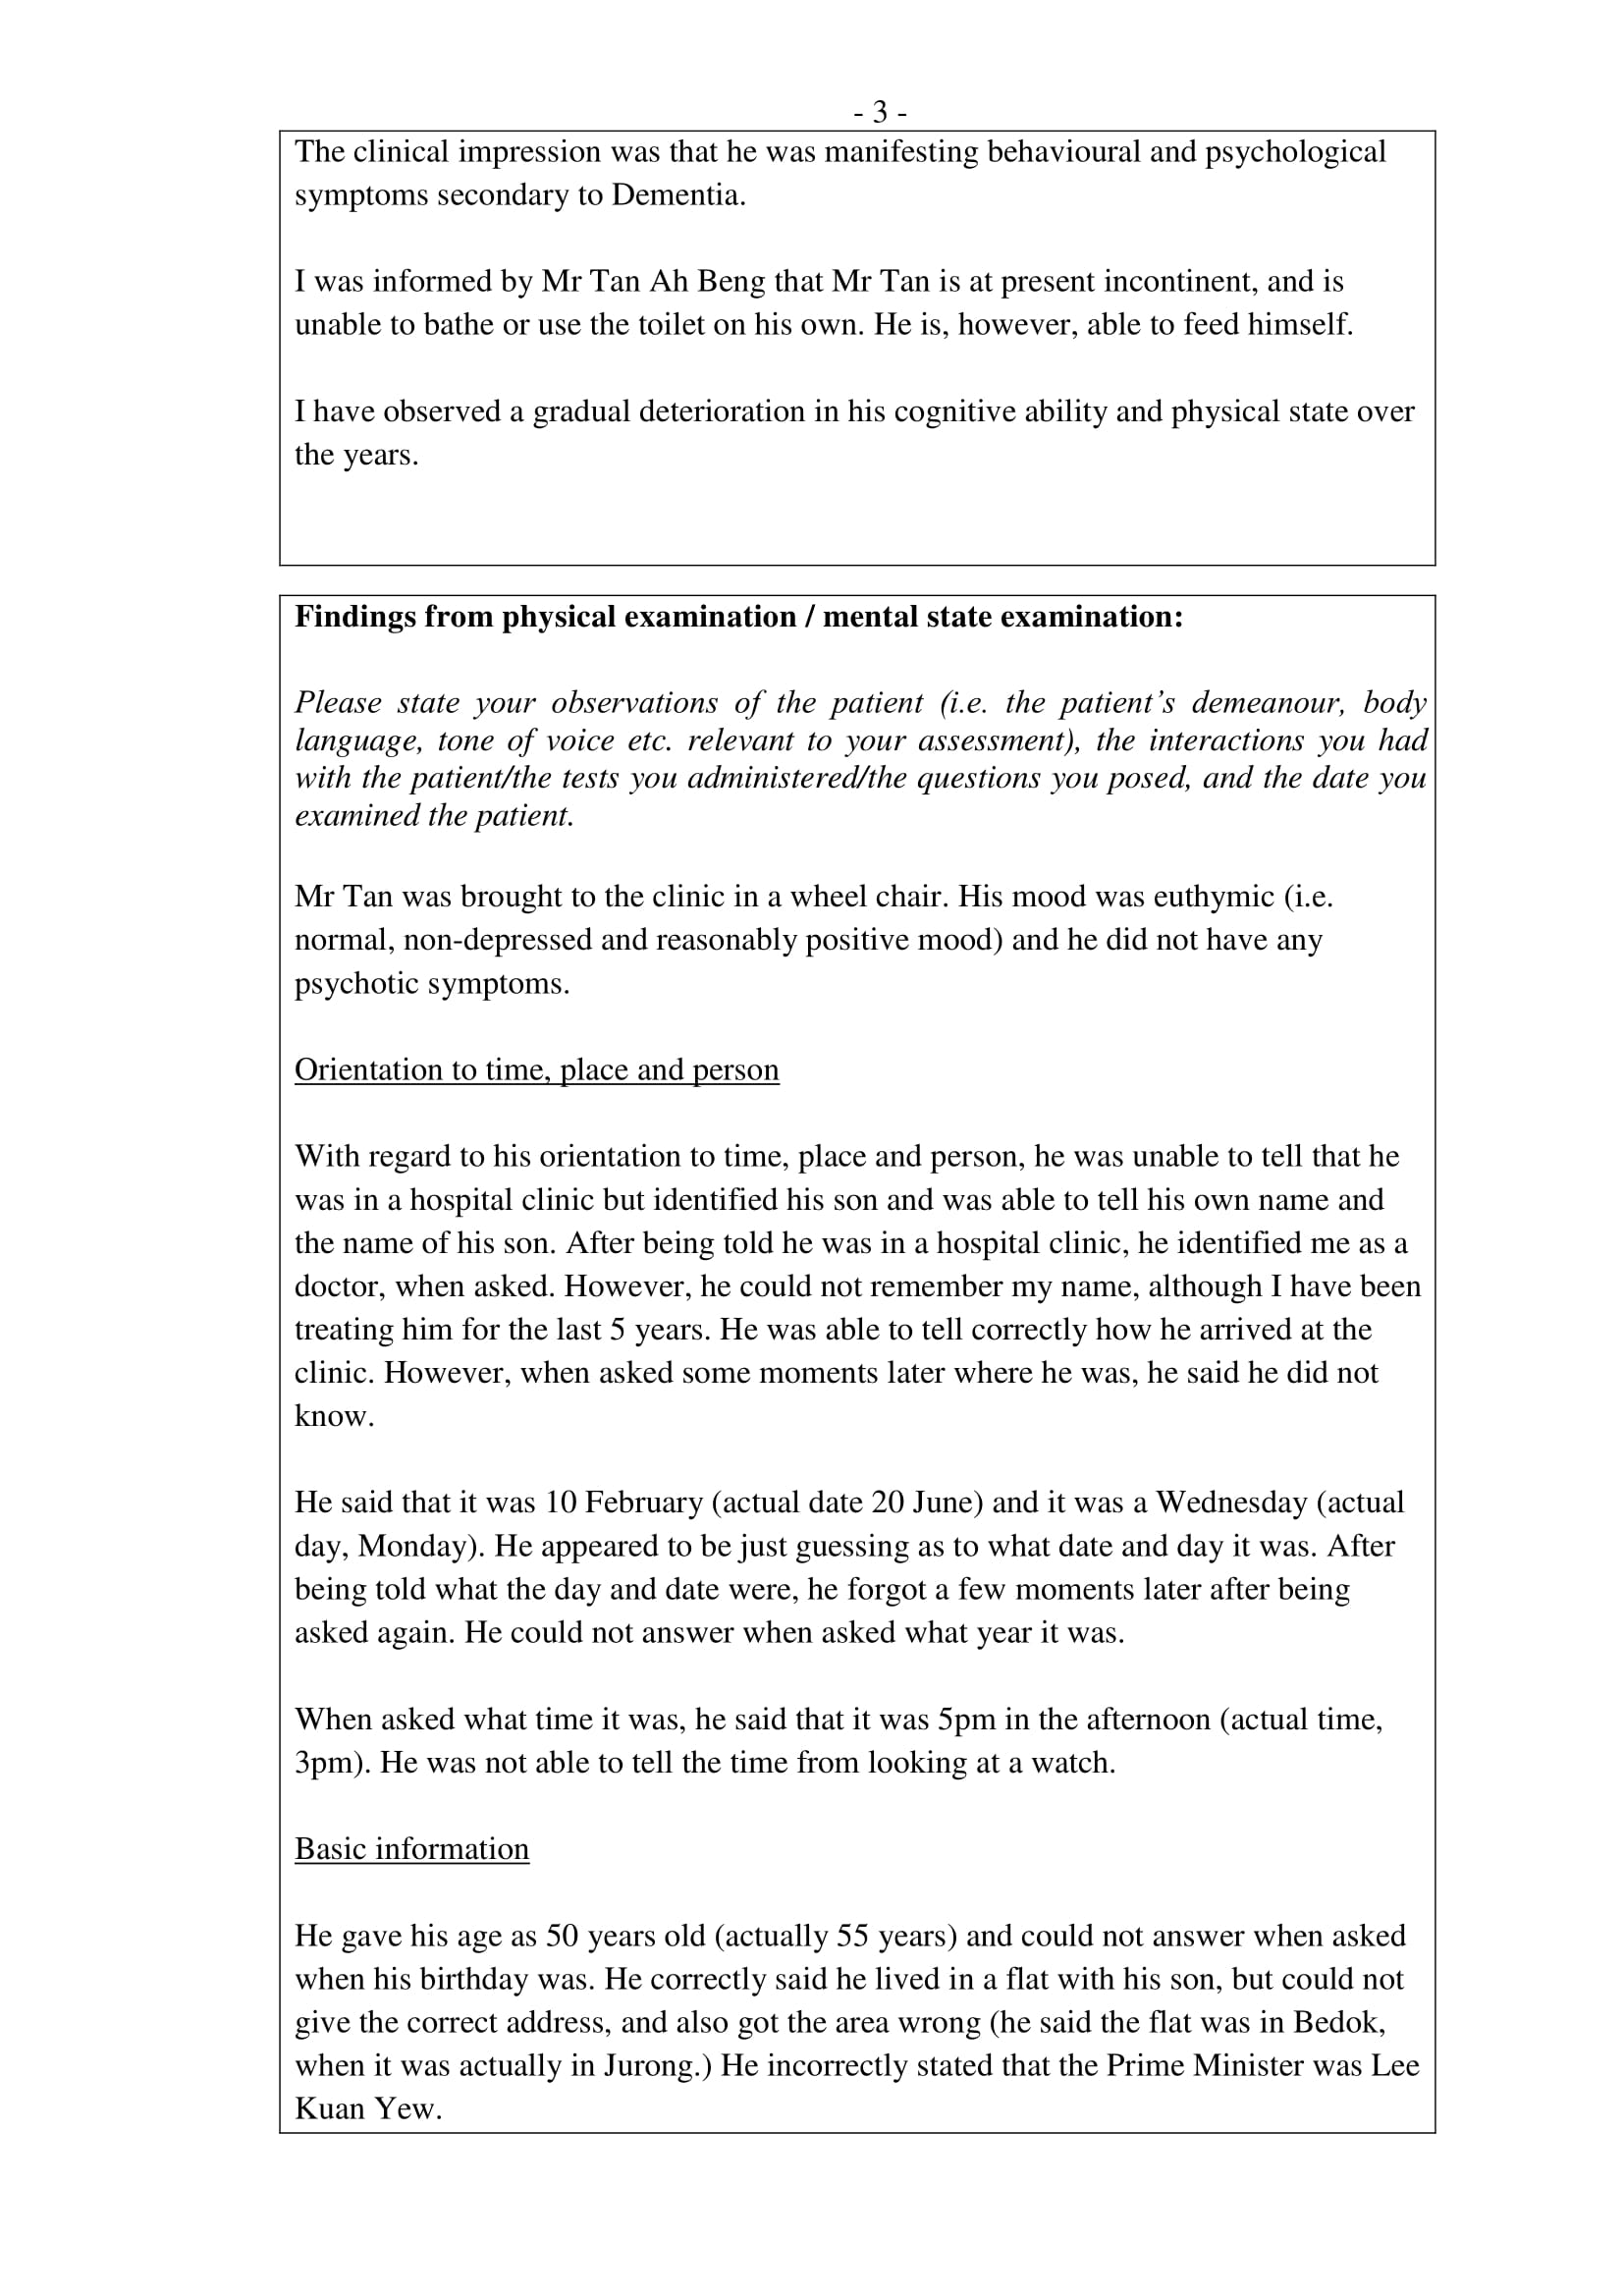 - 3 -
The clinical impression was that he was manifesting behavioural and psychological
symptoms secondary to Dementia.
I was informed by Mr Tan Ah Beng that Mr Tan is at present incontinent, and is
unable to bathe or use the toilet on his own. He is, however, able to feed himself.
I have observed a gradual deterioration in his cognitive ability and physical state over
the years.
Findings from physical examination / mental state examination:
Please state your observations of the patient (i.e. the patient’s demeanour, body
language, tone of voice etc. relevant to your assessment), the interactions you had
with the patient/the tests you administered/the questions you posed, and the date you
examined the patient.
Mr Tan was brought to the clinic in a wheel chair. His mood was euthymic (i.e.
normal, non-depressed and reasonably positive mood) and he did not have any
psychotic symptoms.
Orientation to time, place and person
With regard to his orientation to time, place and person, he was unable to tell that he
was in a hospital clinic but identified his son and was able to tell his own name and
the name of his son. After being told he was in a hospital clinic, he identified me as a
doctor, when asked. However, he could not remember my name, although I have been
treating him for the last 5 years. He was able to tell correctly how he arrived at the
clinic. However, when asked some moments later where he was, he said he did not
know.
He said that it was 10 February (actual date 20 June) and it was a Wednesday (actual
day, Monday). He appeared to be just guessing as to what date and day it was. After
being told what the day and date were, he forgot a few moments later after being
asked again. He could not answer when asked what year it was.
When asked what time it was, he said that it was 5pm in the afternoon (actual time,
3pm). He was not able to tell the time from looking at a watch.
Basic information
He gave his age as 50 years old (actually 55 years) and could not answer when asked
when his birthday was. He correctly said he lived in a flat with his son, but could not
give the correct address, and also got the area wrong (he said the flat was in Bedok,
when it was actually in Jurong.) He incorrectly stated that the Prime Minister was Lee
Kuan Yew.